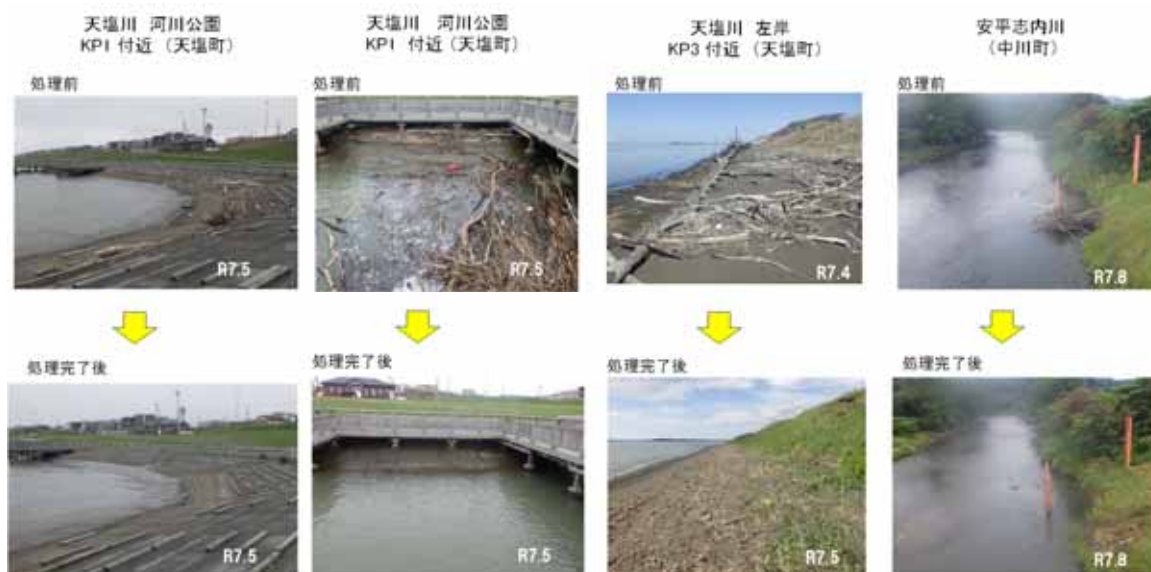 天塩川 河川公園
KP1 付近（天塩町）
天塩川 河川公園
KP1 付近（天塩町）
天塩川 左岸
KP3 付近（天塩町）
安平志内川
（中川町）
処理前
処理前
処理前
処理前
R7.5
R7.5
R7.4
R7.8
処理完了後
処理完了後
処理完了後
処理完了後
R7.5
R7.5
R7.5
R7.8